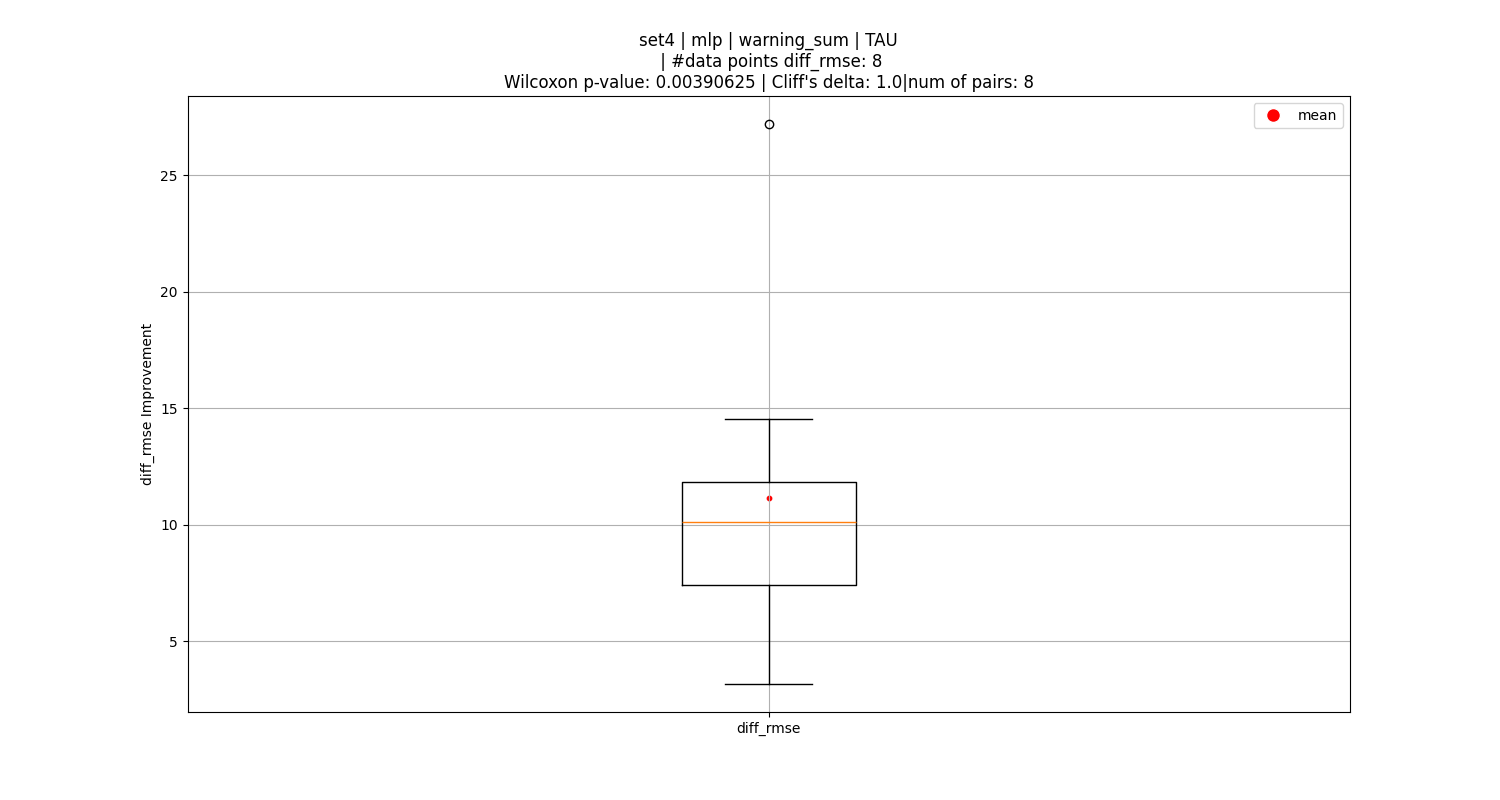 set4 | mlp | warning_sum | TAU
| #data points diff_rmse: 8
Wilcoxon p-value: 0.00390625 | Cliff's delta: 1.0|num of pairs: 8
mean
25
20
15
10
5
diff_rmse Improvement
diff_rmse